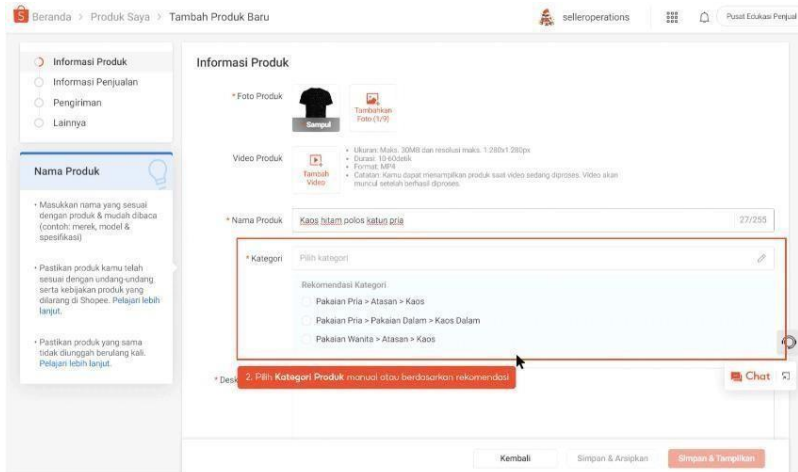 Beranda > Produk Saya > Tambah Produk Baru
selleroperations
Pusat Edukasi Penjual
Informasi Produk
Informasi Penjualan
Pengiriman
Lainnya
Nama Produk
• Masukkan nama yang sesuai
dengan produk & mudah dibaca
(contoh: merek, model &
spesifikasi)
• Pastikan produk kamu telah
sesuai dengan undang-undang
serta kebijakan produk yang
dilarang di Shopee. Pelajari lebih
lanjut.
• Pastikan produk yang sama
tidak diunggah berulang kali.
Pelajari lebih lanjut.
Informasi Produk
* Foto Produk
Sampul
Tambahkan
Foto (1/9)
Video Produk
Tambah
Video
• Ukuran: Maks. 30MB dan resolusi maks. 1.280x1.280px
• Durasi: 10-60detik
• Format: MP4
• Catatan: Kamu dapat menampilkan produk saat video sedang diproses. Video akan
muncul setelah berhasil diproses.
* Nama Produk
Kaos hitam polos katun pria
27/255
* Kategori
Pilih kategori
Rekomendasi Kategori
Pakaian Pria > Atasan > Kaos
Pakaian Pria > Pakaian Dalam > Kaos Dalam
Pakaian Wanita > Atasan > Kaos
* Desk
2. Pilih Kategori Produk manual atau berdasarkan rekomendasi
Chat
Kembali
Simpan & Arsipkan
Simpan & Tampilkan